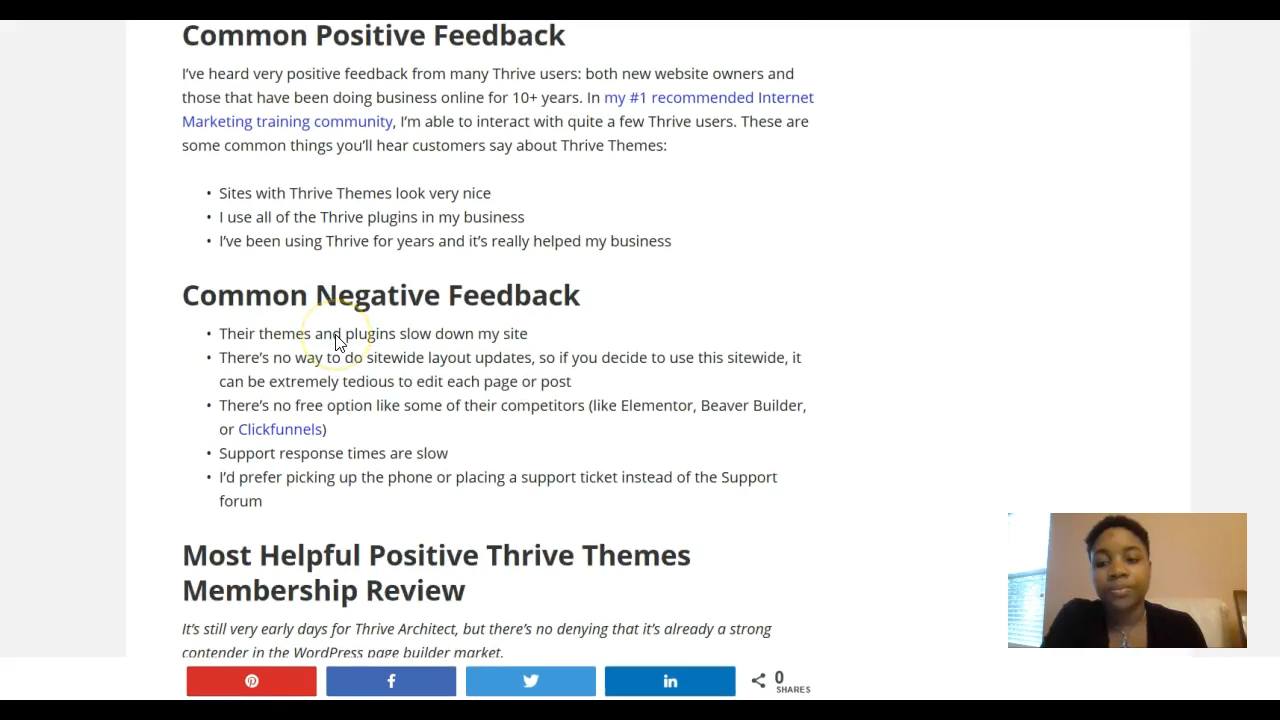 Common Positive Feedback
I’ve heard very positive feedback from many Thrive users: both new website owners and
those that have been doing business online for 10+ years. In my #1 recommended Internet
Marketing training community, I’m able to interact with quite a few Thrive users. These are
some common things you’ll hear customers say about Thrive Themes:
• Sites with Thrive Themes look very nice
• I use all of the Thrive plugins in my business
• I’ve been using Thrive for years and it’s really helped my business
Common Negative Feedback
• Their themes and plugins slow down my site
• There’s no way to do sitewide layout updates, so if you decide to use this sitewide, it
can be extremely tedious to edit each page or post
• There’s no free option like some of their competitors (like Elementor, Beaver Builder,
or Clickfunnels)
• Support response times are slow
• I’d prefer picking up the phone or placing a support ticket instead of the Support
forum
Most Helpful Positive Thrive Themes
Membership Review
It’s still very early days for Thrive Architect, but there’s no denying that it’s already a strong
contender in the WordPress page builder market.
0
SHARES